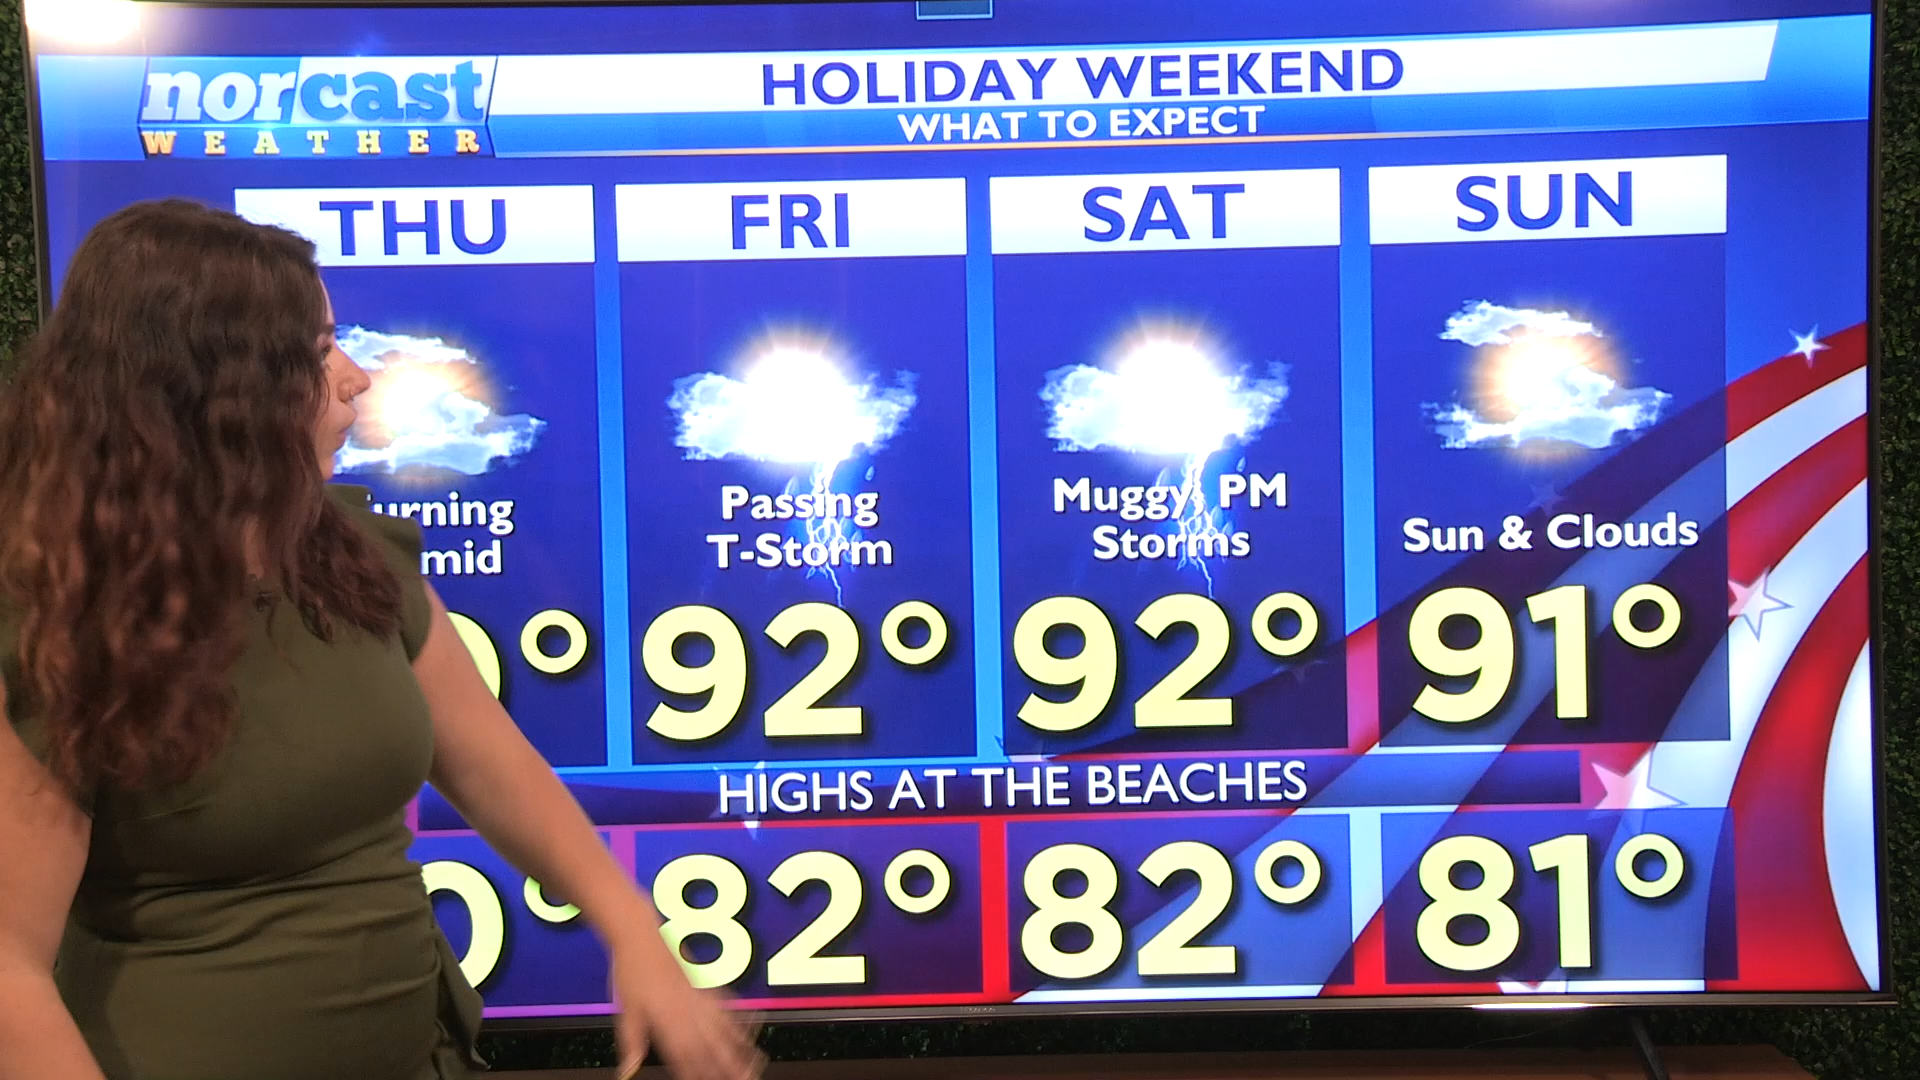 norcast
WEATHER
HOLIDAY WEEKEND
WHAT TO EXPECT
THU
FRI
SAT
SUN
Passing
T-Storm
Muggy, PM
Storms
Sun & Clouds
92°
92°
91°
HIGHS AT THE BEACHES
82°
82°
81°